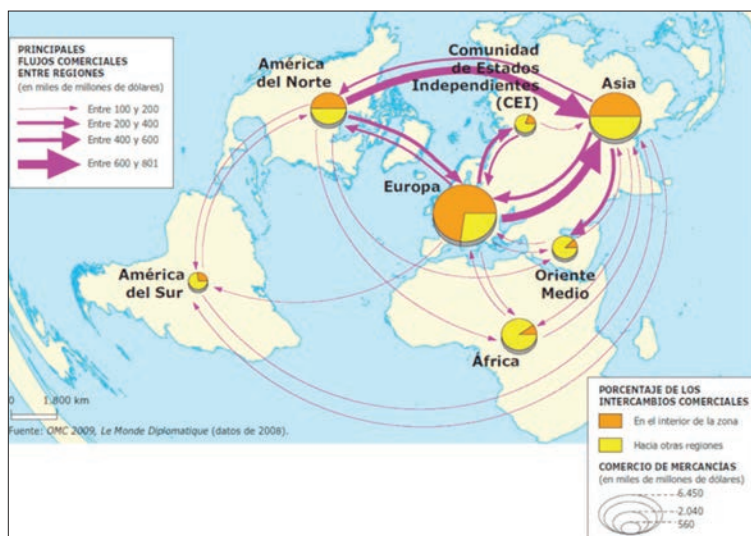 PRINCIPALES
FLUJOS COMERCIALES
ENTRE REGIONES
(en miles de millones de dólares)
Entre 100 y 200
Entre 200 y 400
Entre 400 y 600
Entre 600 y 801
América
del Norte
Comunidad
de Estados
Independientes
(CEI)
Asia
Europa
América
del Sur
Oriente
Medio
África
0 1.800 km
Fuente: OMC 2009, Le Monde Diplomatique (datos de 2008).
PORCENTAJE DE LOS
INTERCAMBIOS COMERCIALES
En el interior de la zona
Hacia otras regiones
COMERCIO DE MERCANCÍAS
(en miles de millones de dólares)
6.450
2.040
560